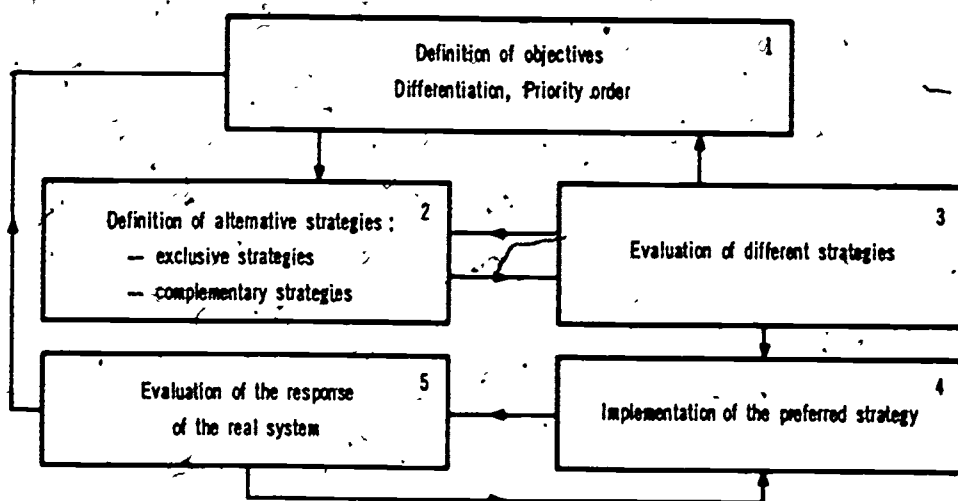 1
Definition of objectives
Differentiation, Priority order
2
Definition of alternative strategies :
— exclusive strategies
— complementary strategies
3
Evaluation of different strategies
5
Evaluation of the response
of the real system
4
Implementation of the preferred strategy